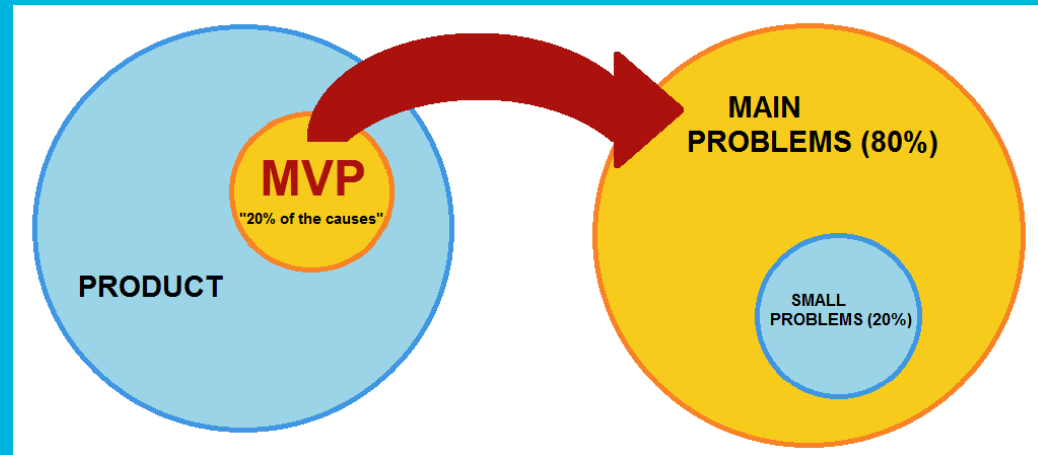 MVP
"20% of the causes"
PRODUCT
MAIN
PROBLEMS (80%)
SMALL
PROBLEMS (20%)